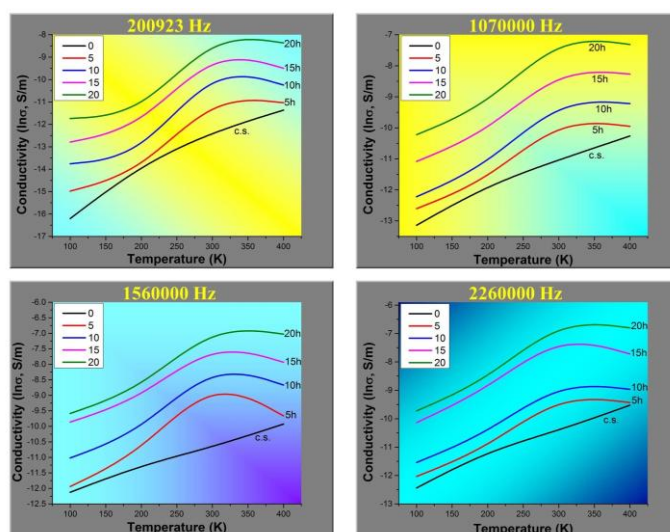 200923 Hz
Conductivity (lnσ, S/m)
-8
-9
-10
-11
-12
-13
-14
-15
-16
-17
0
5
10
15
20
20h
15h
10h
5h
c.s.
100 150 200 250 300 350 400
Temperature (K)
1070000 Hz
Conductivity (lnσ, S/m)
-7
-8
-9
-10
-11
-12
-13
0
5
10
15
20
20h
15h
10h
5h
c.s.
100 150 200 250 300 350 400
Temperature (K)
1560000 Hz
Conductivity (lnσ, S/m)
-6.0
-6.5
-7.0
-7.5
-8.0
-8.5
-9.0
-9.5
-10.0
-10.5
-11.0
-11.5
-12.0
-12.5
0
5
10
15
20
20h
15h
10h
5h
c.s.
100 150 200 250 300 350 400
Temperature (K)
2260000 Hz
Conductivity (lnσ, S/m)
-6
-7
-8
-9
-10
-11
-12
-13
0
5
10
15
20
20h
15h
10h
5h
c.s.
100 150 200 250 300 350 400
Temperature (K)